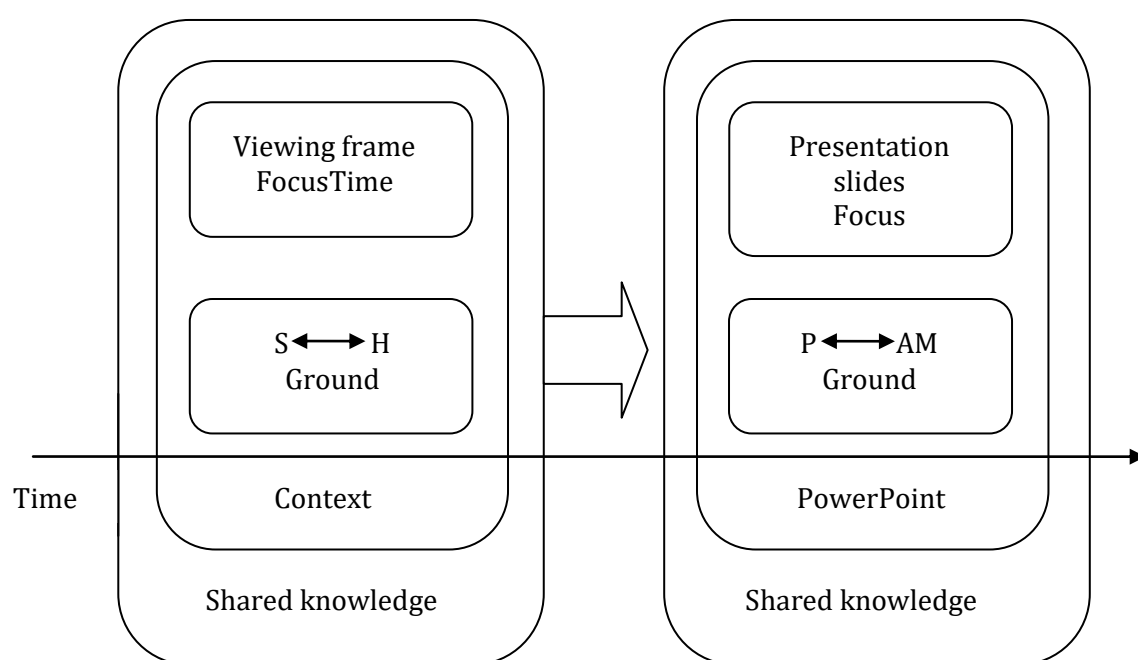 Viewing frame
FocusTime
S H
Ground
Context
Shared knowledge
Presentation
slides
Focus
P AM
Ground
PowerPoint
Shared knowledge
Time